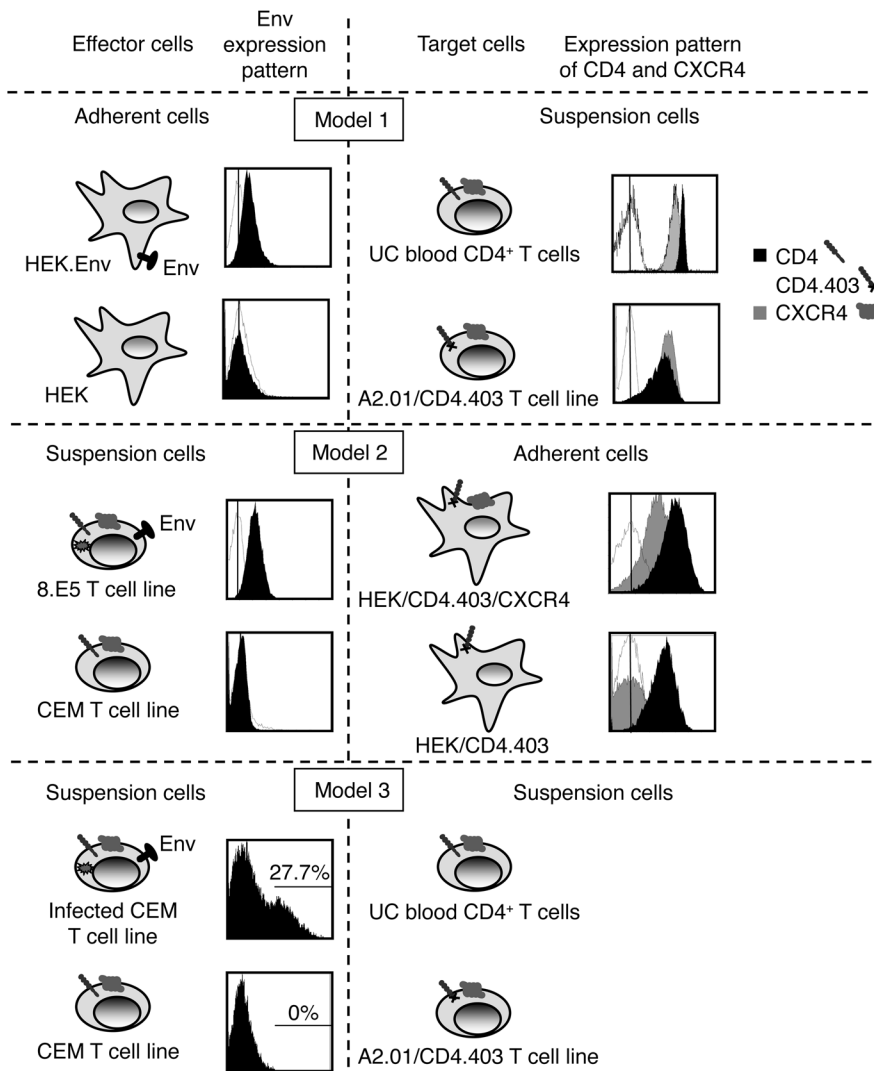 Effector cells
Env
expression
pattern
Target cells
Expression pattern
of CD4 and CXCR4
Adherent cells
Model 1
Suspension cells
HEK.Env
Env
UC blood CD4⁺ T cells
CD4
CD4.403
CXCR4
HEK
A2.01/CD4.403 T cell line
Suspension cells
Model 2
Adherent cells
Env
8.E5 T cell line
HEK/CD4.403/CXCR4
CEM T cell line
HEK/CD4.403
Suspension cells
Model 3
Suspension cells
Env
27.7%
Infected CEM
T cell line
UC blood CD4⁺ T cells
0%
CEM T cell line
A2.01/CD4.403 T cell line